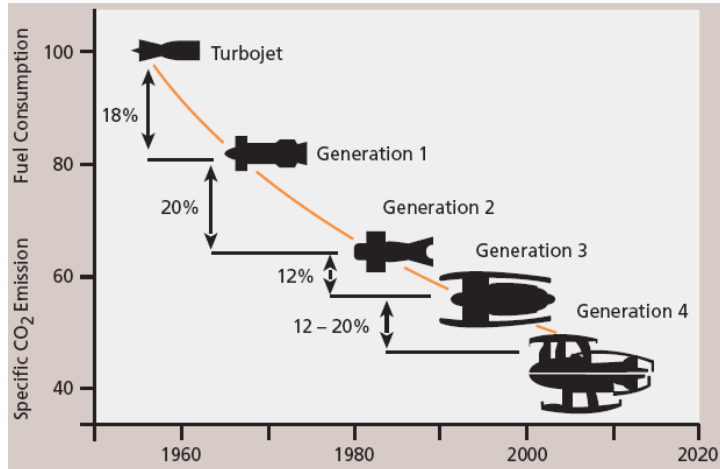 Fuel Consumption
Specific CO₂ Emission
100
80
60
40
Turbojet
18%
Generation 1
20%
Generation 2
12%
Generation 3
12 – 20%
Generation 4
1960
1980
2000
2020